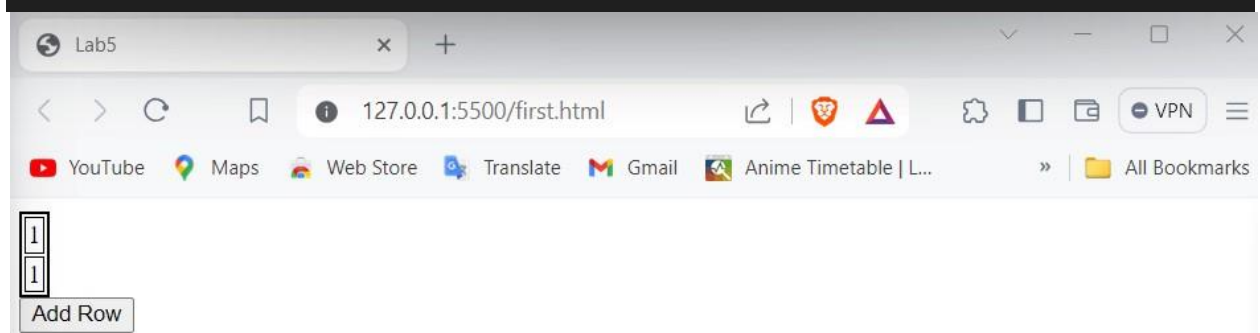 Lab5
127.0.0.1:5500/first.html VPN
YouTube Maps Web Store Translate Gmail Anime Timetable | L... » All Bookmarks
1
1
Add Row